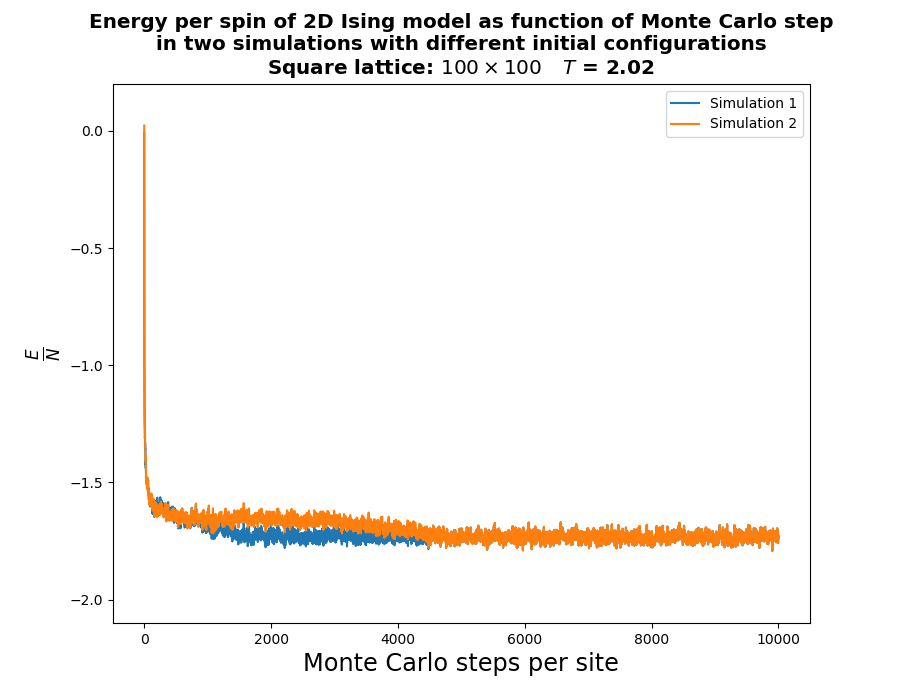 Energy per spin of 2D Ising model as function of Monte Carlo step
in two simulations with different initial configurations
Square lattice: 100 × 100 T = 2.02
Simulation 1
Simulation 2
0.0
−0.5
−1.0
−1.5
−2.0
E
N
0 2000 4000 6000 8000 10000
Monte Carlo steps per site